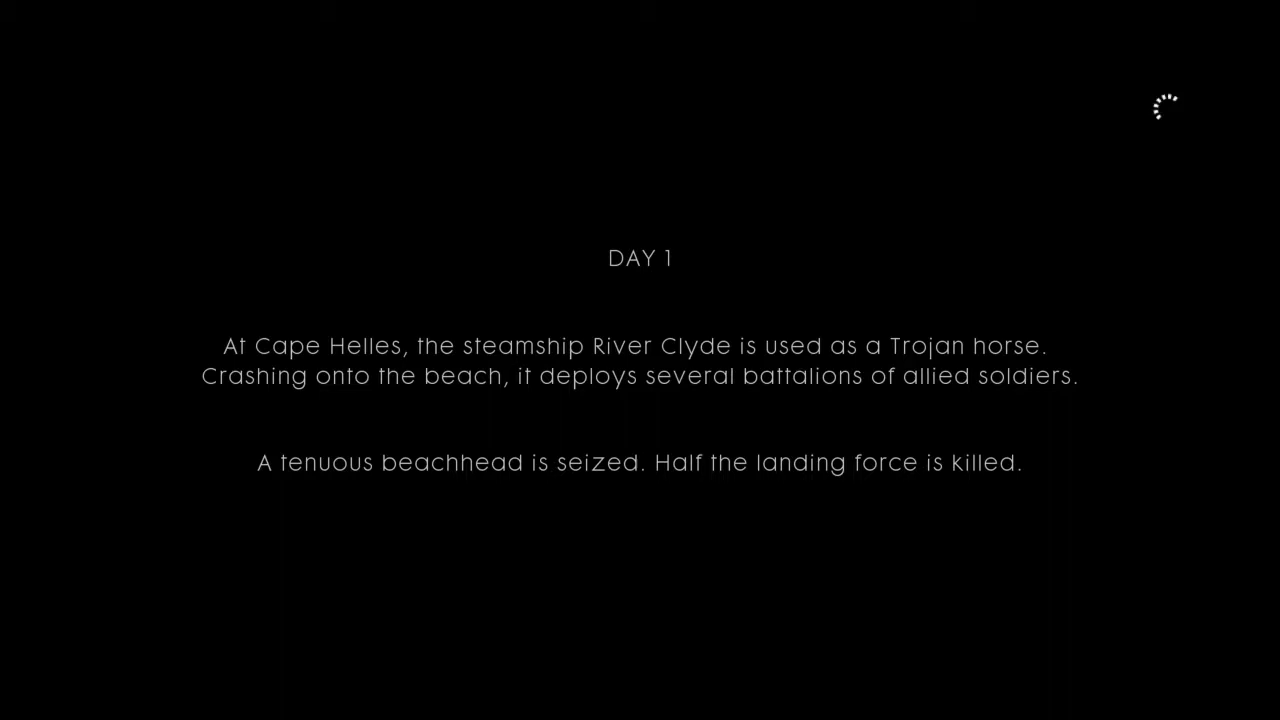 DAY 1
At Cape Helles, the steamship River Clyde is used as a Trojan horse.
Crashing onto the beach, it deploys several battalions of allied soldiers.
A tenuous beachhead is seized. Half the landing force is killed.